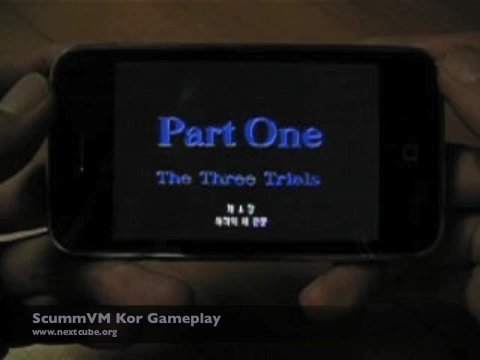 Part One
The Three Trials
ScummVM Kor Gameplay
www.nextcube.org